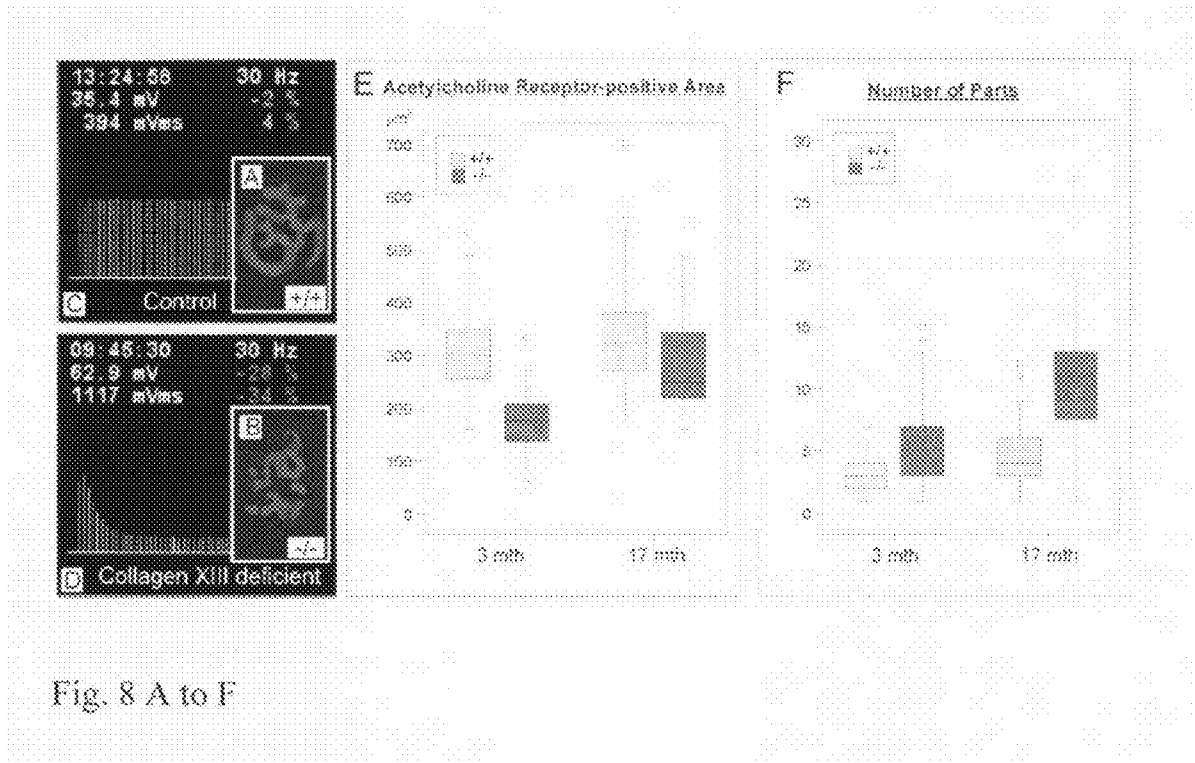 13:24:56 30 Hz
35.4 mV -2 %
394 mVms 4 %
A
+/+
C Control
09:45:30 30 Hz
62.9 mV -28 %
1117 mVms
B
-/-
D Collagen XIII deficient
E Acetylcholine Receptor-positive Area
+/+
-/-
700
600
500
400
300
200
100
0
3 mth 17 mth
F Number of Parts
+/+
-/-
30
25
20
15
10
5
0
3 mth 17 mth
Fig. 8 A to F